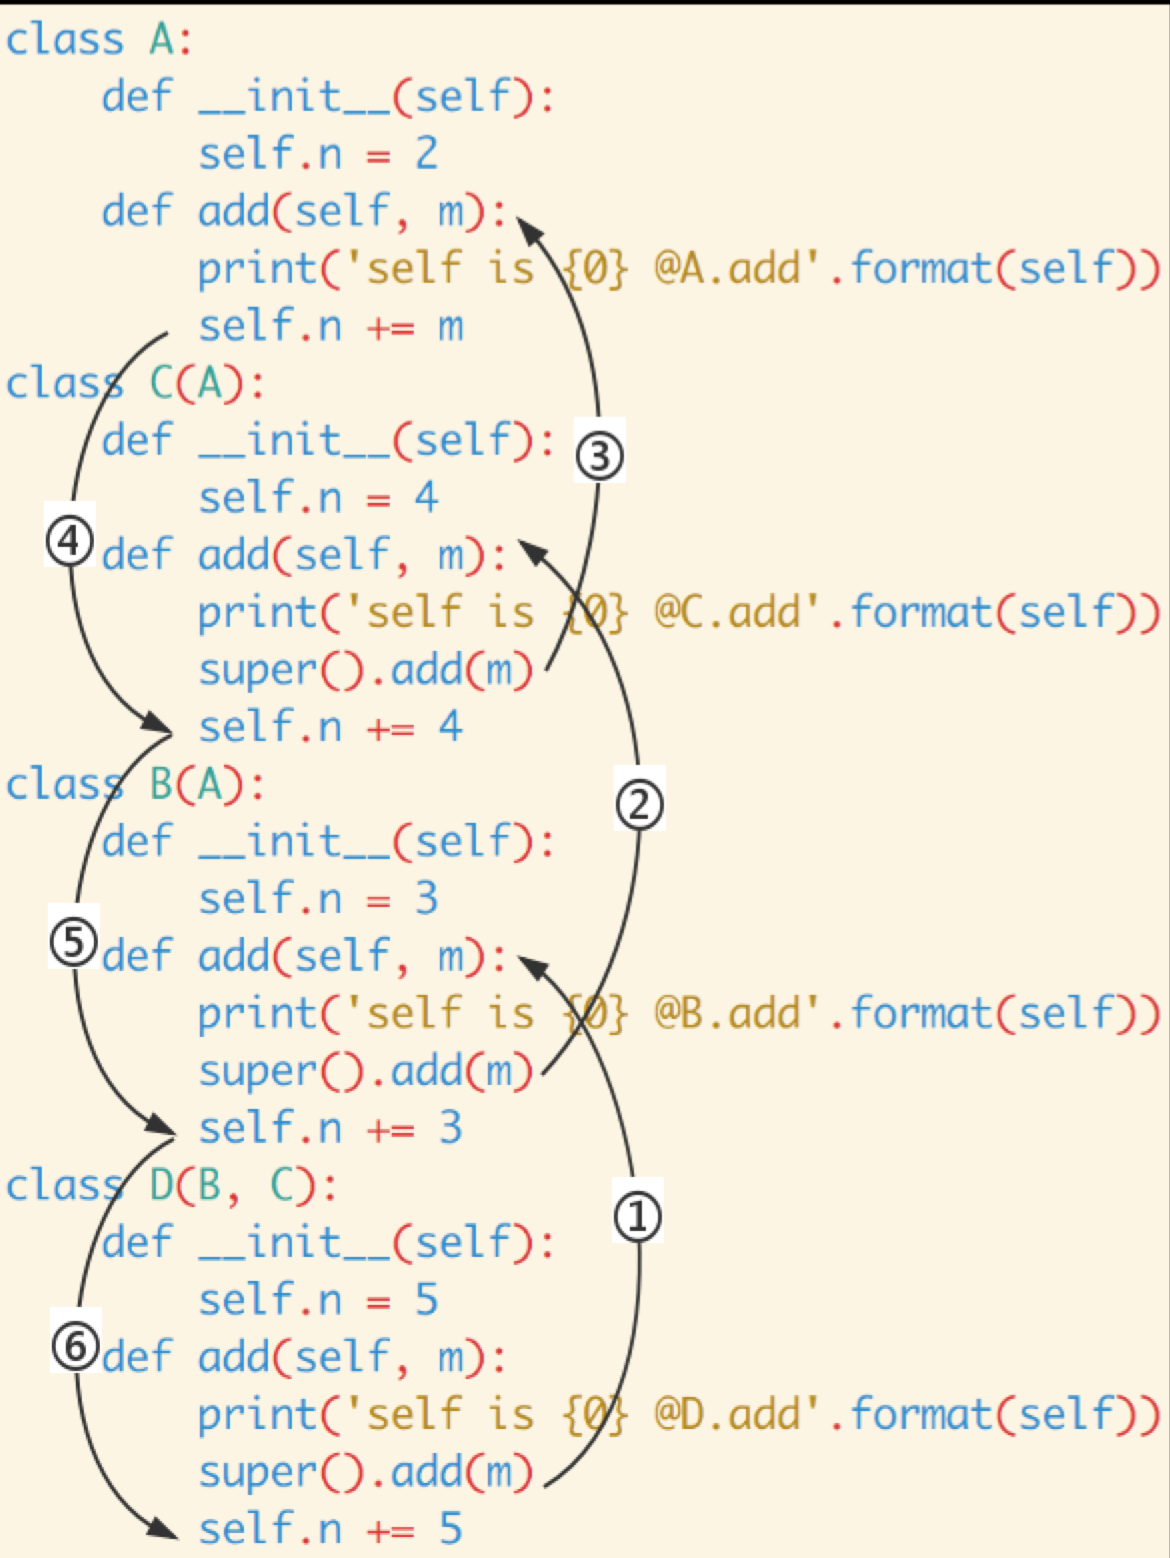 class A:
    def __init__(self):
        self.n = 2
    def add(self, m):
        print('self is {0} @A.add'.format(self))
        self.n += m
class C(A):
    def __init__(self):
③
        self.n = 4
④
    def add(self, m):
        print('self is {0} @C.add'.format(self))
        super().add(m)
        self.n += 4
class B(A):
②
    def __init__(self):
        self.n = 3
⑤
    def add(self, m):
        print('self is {0} @B.add'.format(self))
        super().add(m)
        self.n += 3
class D(B, C):
①
    def __init__(self):
        self.n = 5
⑥
    def add(self, m):
        print('self is {0} @D.add'.format(self))
        super().add(m)
        self.n += 5